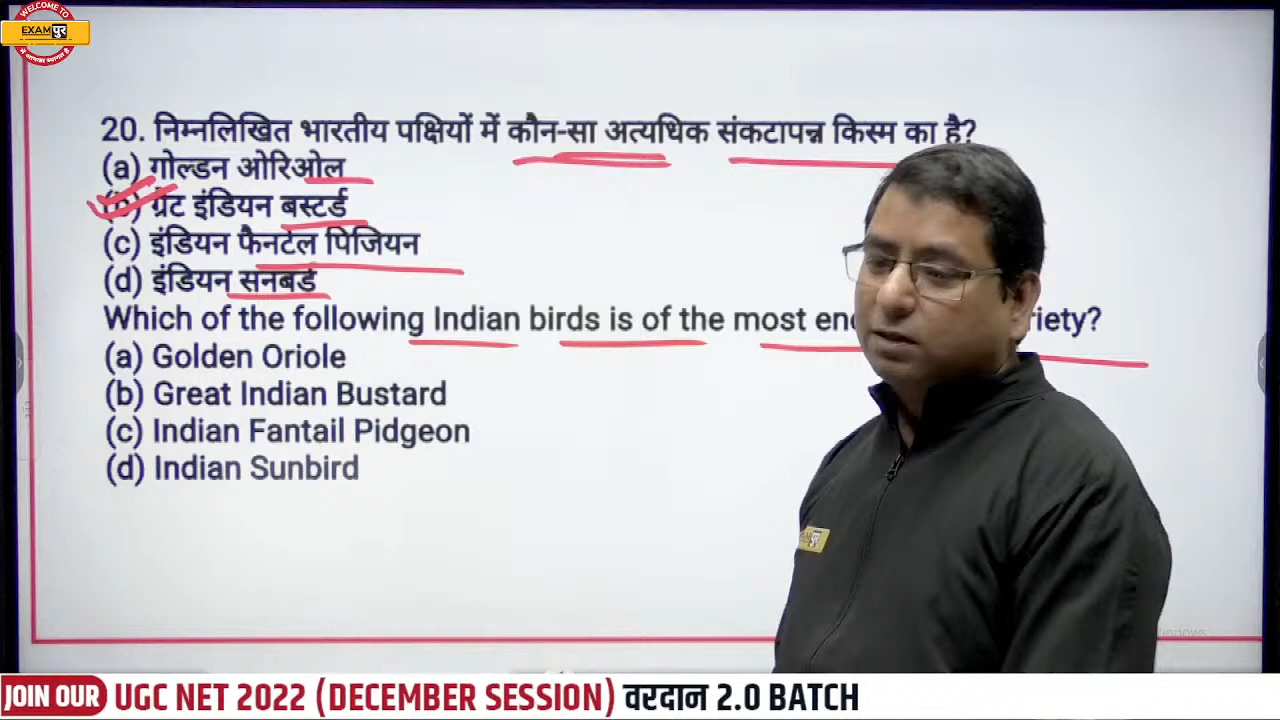 WELCOME TO
EXAMपुर
में आपका स्वागत है
20. निम्नलिखित भारतीय पक्षियों में कौन-सा अत्यधिक संकटापन्न किस्म का है?
(a) गोल्डन ओरिओल
(b) ग्रेट इंडियन बस्टर्ड
(c) इंडियन फैनटेल पिजियन
(d) इंडियन सनबर्ड
Which of the following Indian birds is of the most
(a) Golden Oriole
(b) Great Indian Bustard
(c) Indian Fantail Pidgeon
(d) Indian Sunbird
JOIN OUR UGC NET 2022 (DECEMBER SESSION) वरदान 2.0 BATCH